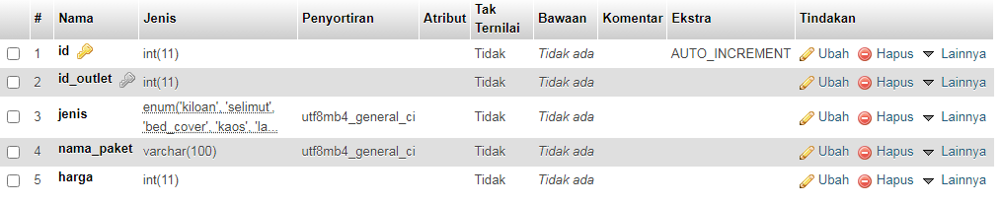 # Nama Jenis Penyortiran Atribut Tak Ternilai Bawaan Komentar Ekstra Tindakan
1 id int(11) Tidak Tidak ada AUTO_INCREMENT Ubah Hapus Lainnya
2 id_outlet int(11) Tidak Tidak ada Ubah Hapus Lainnya
3 jenis enum('kiloan', 'selimut', 'bed_cover', 'kaos', 'la... utf8mb4_general_ci Tidak Tidak ada Ubah Hapus Lainnya
4 nama_paket varchar(100) utf8mb4_general_ci Tidak Tidak ada Ubah Hapus Lainnya
5 harga int(11) Tidak Tidak ada Ubah Hapus Lainnya